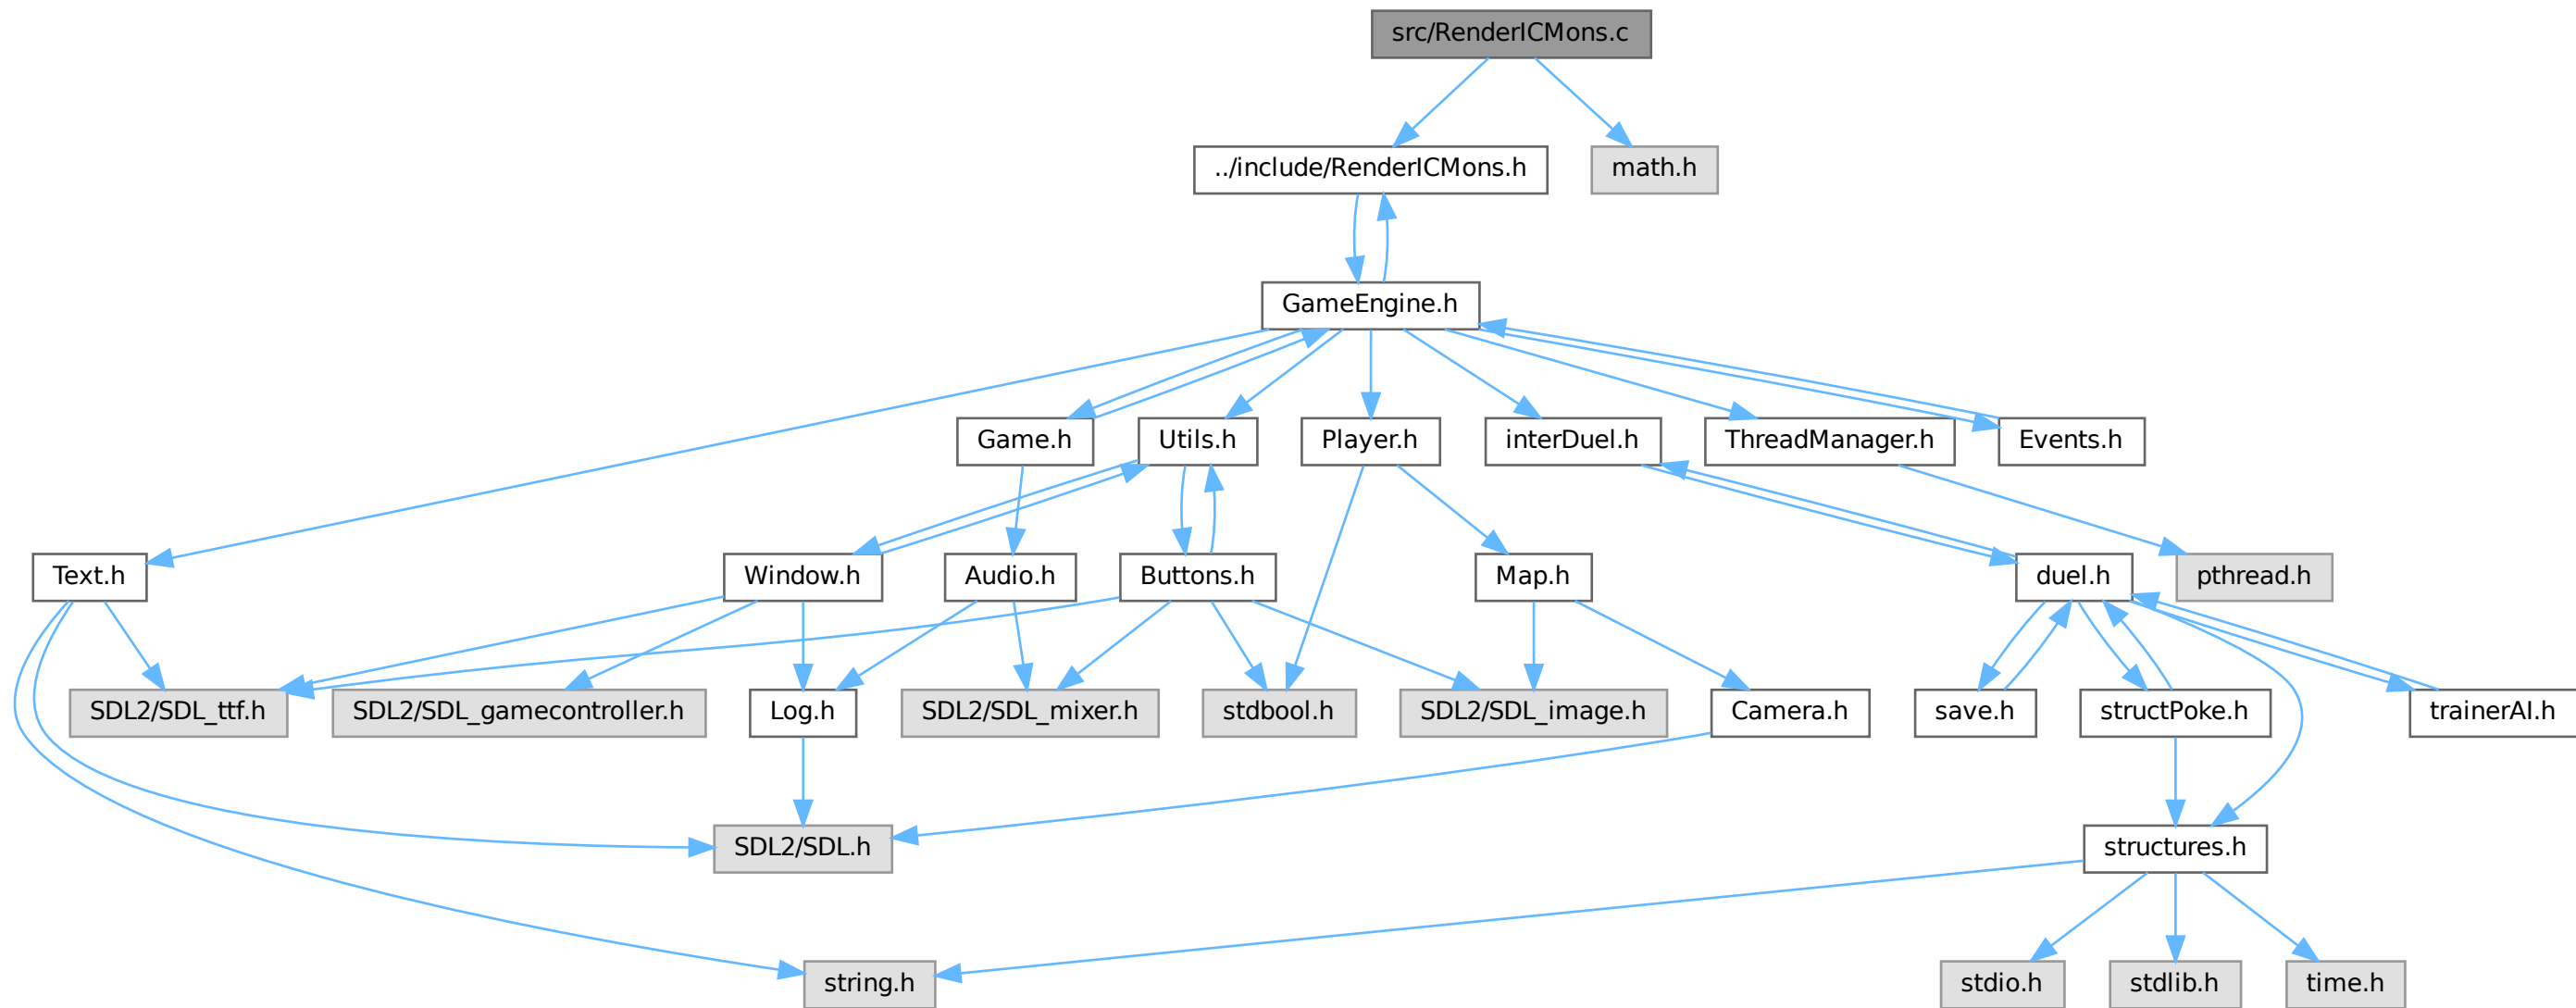 src/RenderICMons.c
../include/RenderICMons.h
math.h
GameEngine.h
Game.h
Utils.h
Player.h
interDuel.h
ThreadManager.h
Events.h
Text.h
Window.h
Audio.h
Buttons.h
Map.h
duel.h
pthread.h
SDL2/SDL_ttf.h
SDL2/SDL_gamecontroller.h
Log.h
SDL2/SDL_mixer.h
stdbool.h
SDL2/SDL_image.h
Camera.h
save.h
structPoke.h
trainerAI.h
SDL2/SDL.h
structures.h
string.h
stdio.h
stdlib.h
time.h